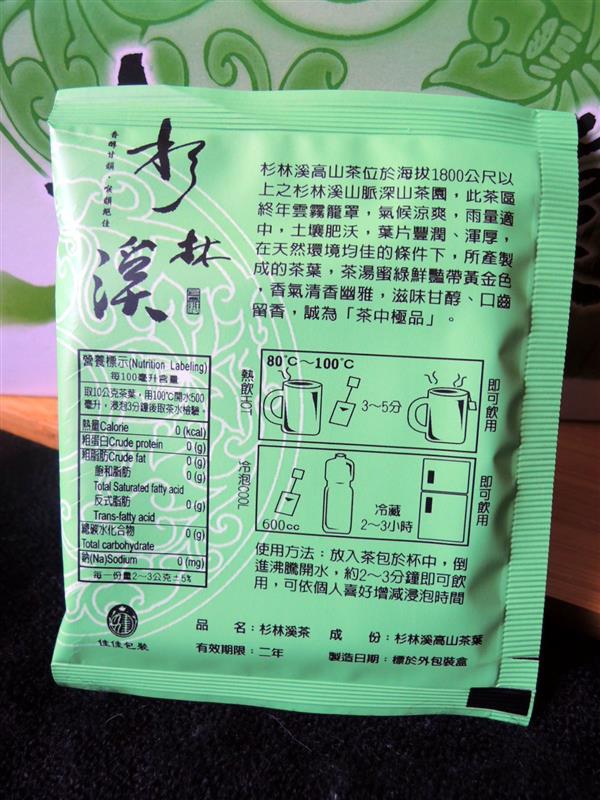 杉林溪
香醇甘韻．喉韻絕佳
杉林溪高山茶位於海拔1800公尺以
上之杉林溪山脈深山茶園，此茶區
終年雲霧籠罩，氣候涼爽，雨量適
中，土壤肥沃，葉片豐潤、渾厚，
在天然環境均佳的條件下，所產製
成的茶葉，茶湯蜜綠鮮豔帶黃金色
，香氣清香幽雅，滋味甘醇、口齒
留香，誠為「茶中極品」。
營養標示(Nutrition Labeling)
每100毫升含量
取10公克茶葉，用100℃開水500
毫升，浸泡3分鐘後取茶水檢驗
熱量Calorie 0 (kcal)
粗蛋白Crude protein 0 (g)
粗脂肪Crude fat 0 (g)
飽和脂肪 0 (g)
Total Saturated fatty acid
反式脂肪 0 (g)
Trans-fatty acid
總碳水化合物 0 (g)
Total carbohydrate
鈉(Na)Sodium 0 (mg)
每一份量2～3公克±5%
熱飲HOT
80℃～100℃
3～5分
即可飲用
冷泡COOL
600cc
冷藏
2～3小時
即可飲用
使用方法：放入茶包於杯中，倒
進沸騰開水，約2～3分鐘即可飲
用，可依個人喜好增減浸泡時間
佳佳包裝
品　名：杉林溪茶　成　份：杉林溪高山茶葉
有效期限：二年　製造日期：標於外包裝盒